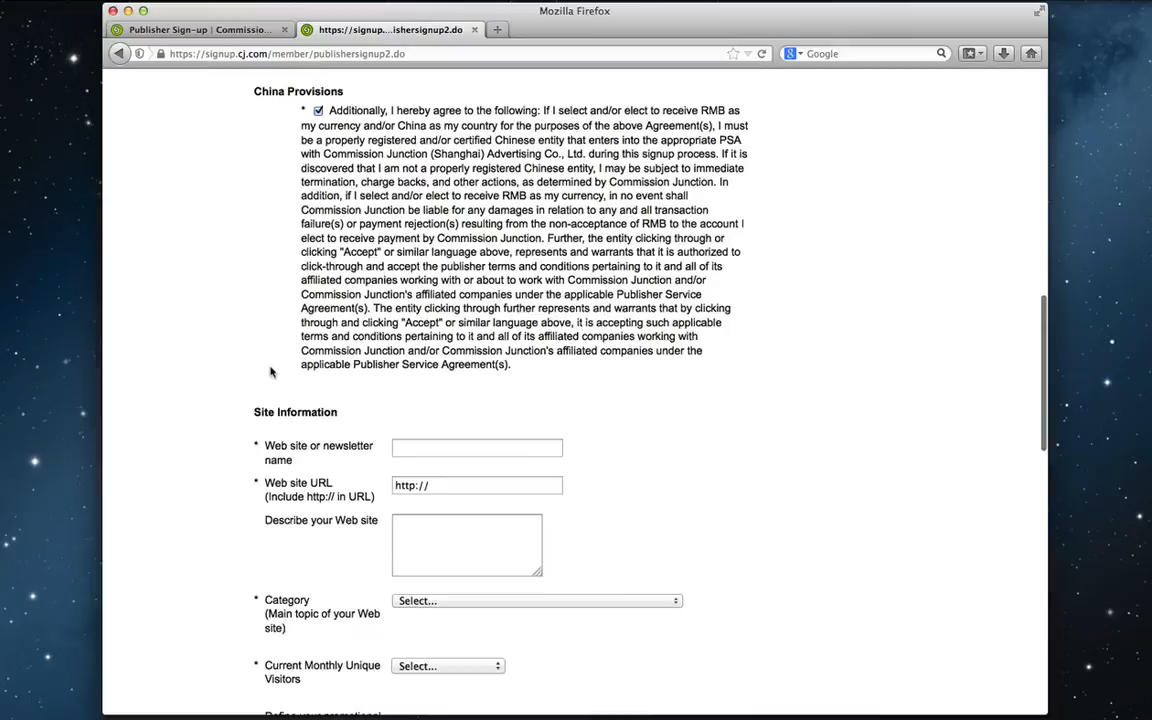 Mozilla Firefox
Publisher Sign-up | Commissio...
https://signup....ishersignup2.do
https://signup.cj.com/member/publishersignup2.do
Google
China Provisions
* Additionally, I hereby agree to the following: If I select and/or elect to receive RMB as
my currency and/or China as my country for the purposes of the above Agreement(s), I must
be a properly registered and/or certified Chinese entity that enters into the appropriate PSA
with Commission Junction (Shanghai) Advertising Co., Ltd. during this signup process. If it is
discovered that I am not a properly registered Chinese entity, I may be subject to immediate
termination, charge backs, and other actions, as determined by Commission Junction. In
addition, if I select and/or elect to receive RMB as my currency, in no event shall
Commission Junction be liable for any damages in relation to any and all transaction
failure(s) or payment rejection(s) resulting from the non-acceptance of RMB to the account I
elect to receive payment by Commission Junction. Further, the entity clicking through or
clicking "Accept" or similar language above, represents and warrants that it is authorized to
click-through and accept the publisher terms and conditions pertaining to it and all of its
affiliated companies working with or about to work with Commission Junction and/or
Commission Junction's affiliated companies under the applicable Publisher Service
Agreement(s). The entity clicking through further represents and warrants that by clicking
through and clicking "Accept" or similar language above, it is accepting such applicable
terms and conditions pertaining to it and all of its affiliated companies working with
Commission Junction and/or Commission Junction's affiliated companies under the
applicable Publisher Service Agreement(s).
Site Information
* Web site or newsletter
name
* Web site URL
(Include http:// in URL)
http://
Describe your Web site
* Category
(Main topic of your Web
site)
Select...
* Current Monthly Unique
Visitors
Select...